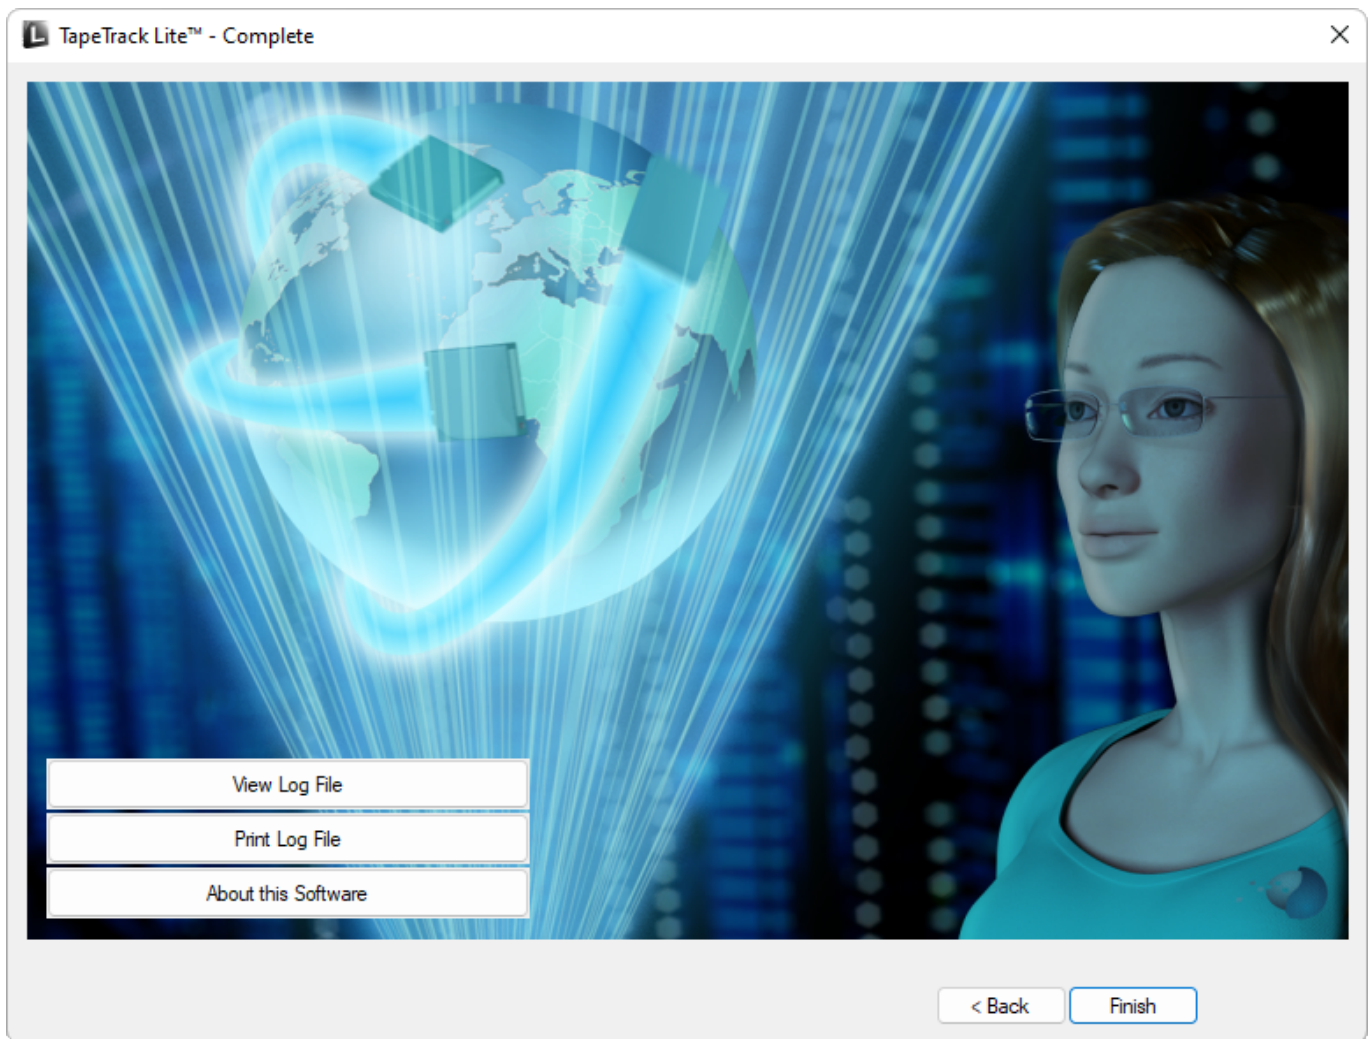 TapeTrack Lite™ - Complete
View Log File
Print Log File
About this Software
< Back
Finish